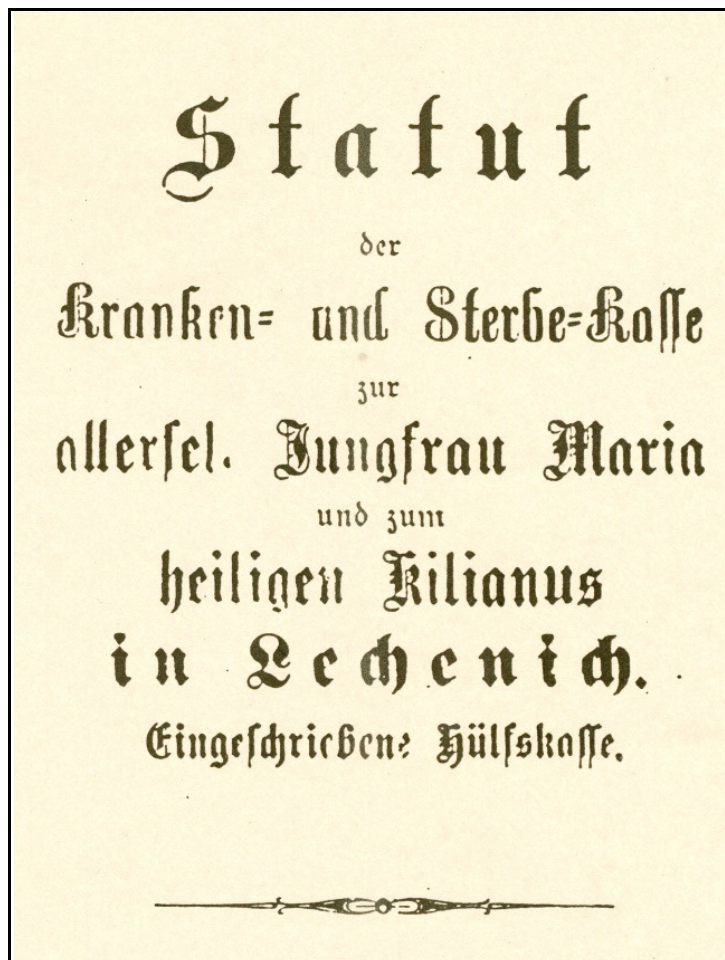 Statut
der
Kranken= und Sterbe=Kasse
zur
allersel. Jungfrau Maria
und zum
heiligen Kilianus
in Lechenich.
Eingeschriebene Hülfskasse.